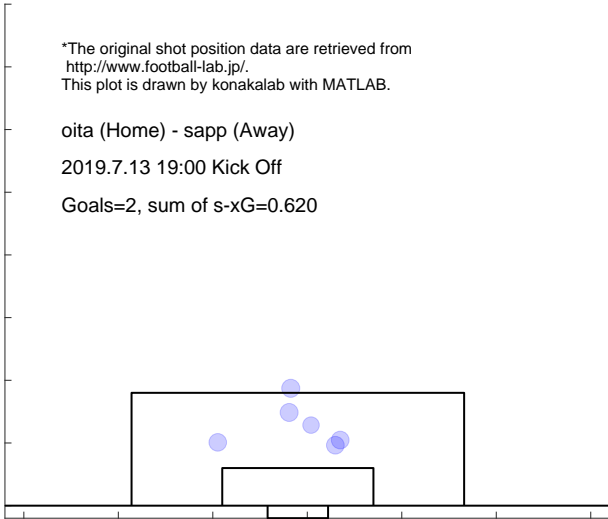 *The original shot position data are retrieved from
http://www.football-lab.jp/.
This plot is drawn by konakalab with MATLAB.
oita (Home) - sapp (Away)
2019.7.13 19:00 Kick Off
Goals=2, sum of s-xG=0.620